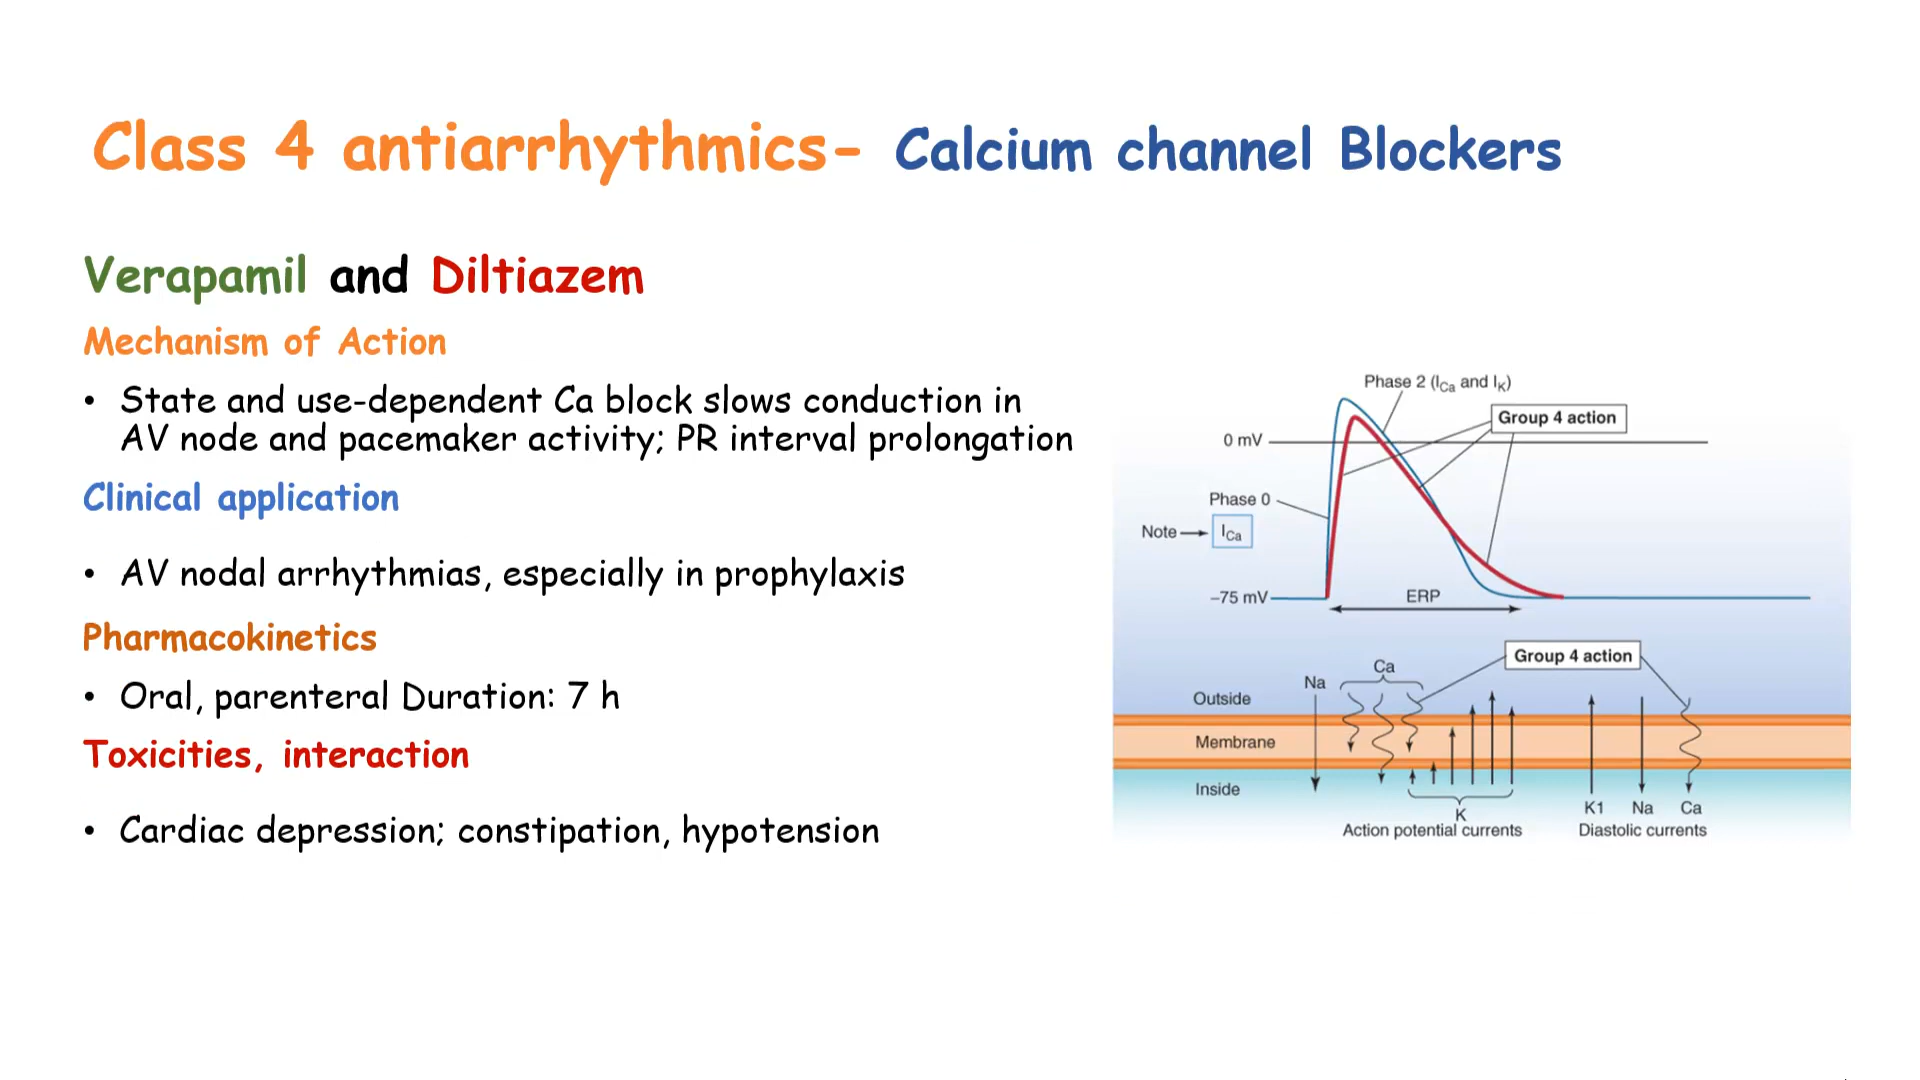 Class 4 antiarrhythmics- Calcium channel Blockers
Verapamil and Diltiazem
Mechanism of Action
• State and use-dependent Ca block slows conduction in
AV node and pacemaker activity; PR interval prolongation
Clinical application
• AV nodal arrhythmias, especially in prophylaxis
Pharmacokinetics
• Oral, parenteral Duration: 7 h
Toxicities, interaction
• Cardiac depression; constipation, hypotension
Phase 2 (ICa and IK)
Group 4 action
0 mV
Phase 0
Note
ICa
−75 mV
ERP
Group 4 action
Ca
Na
Outside
Membrane
Inside
K
Action potential currents
K1 Na Ca
Diastolic currents